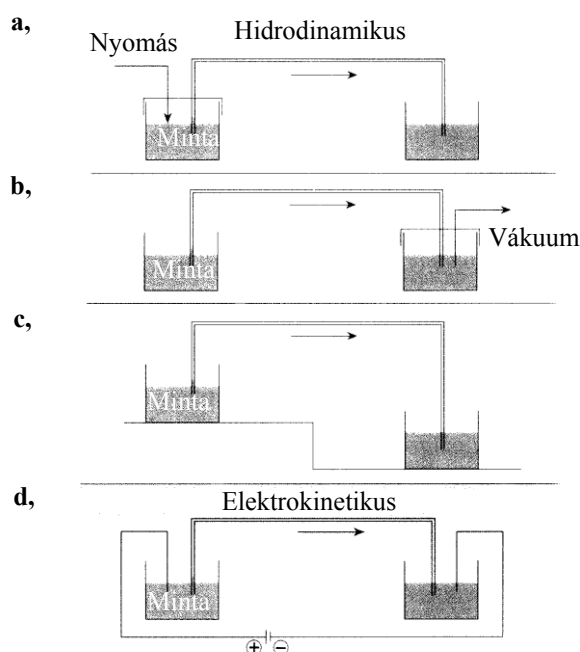 a,
Hidrodinamikus
Nyomás
Minta
b,
Vákuum
Minta
c,
Minta
d,
Elektrokinetikus
Minta
+ −